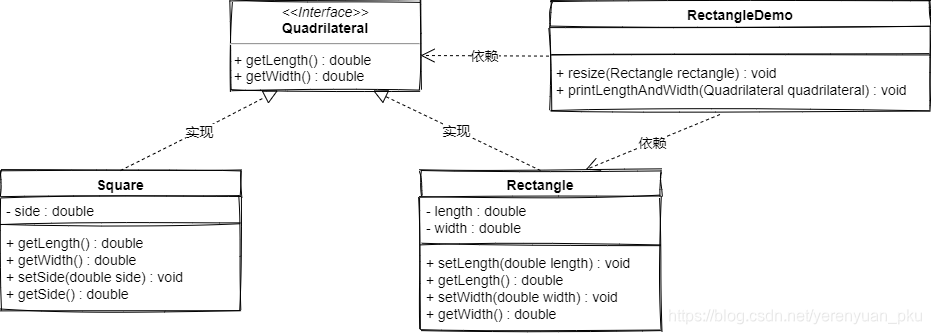 <<Interface>>
Quadrilateral
+ getLength() : double
+ getWidth() : double
RectangleDemo
+ resize(Rectangle rectangle) : void
+ printLengthAndWidth(Quadrilateral quadrilateral) : void
依赖
实现
实现
依赖
Square
- side : double
+ getLength() : double
+ getWidth() : double
+ setSide(double side) : void
+ getSide() : double
Rectangle
- length : double
- width : double
+ setLength(double length) : void
+ getLength() : double
+ setWidth(double width) : void
+ getWidth() : double
https://blog.csdn.net/yerenyuan_pku